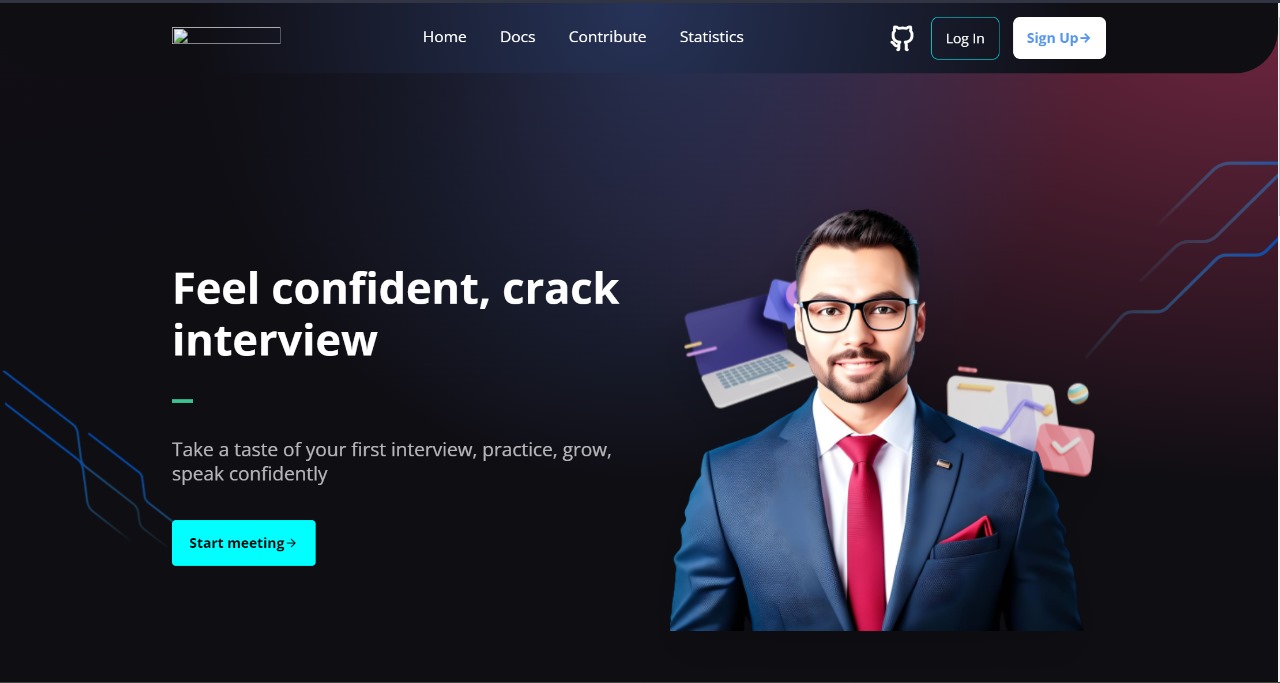 Home Docs Contribute Statistics Log In Sign Up→
Feel confident, crack
interview
Take a taste of your first interview, practice, grow,
speak confidently
Start meeting→